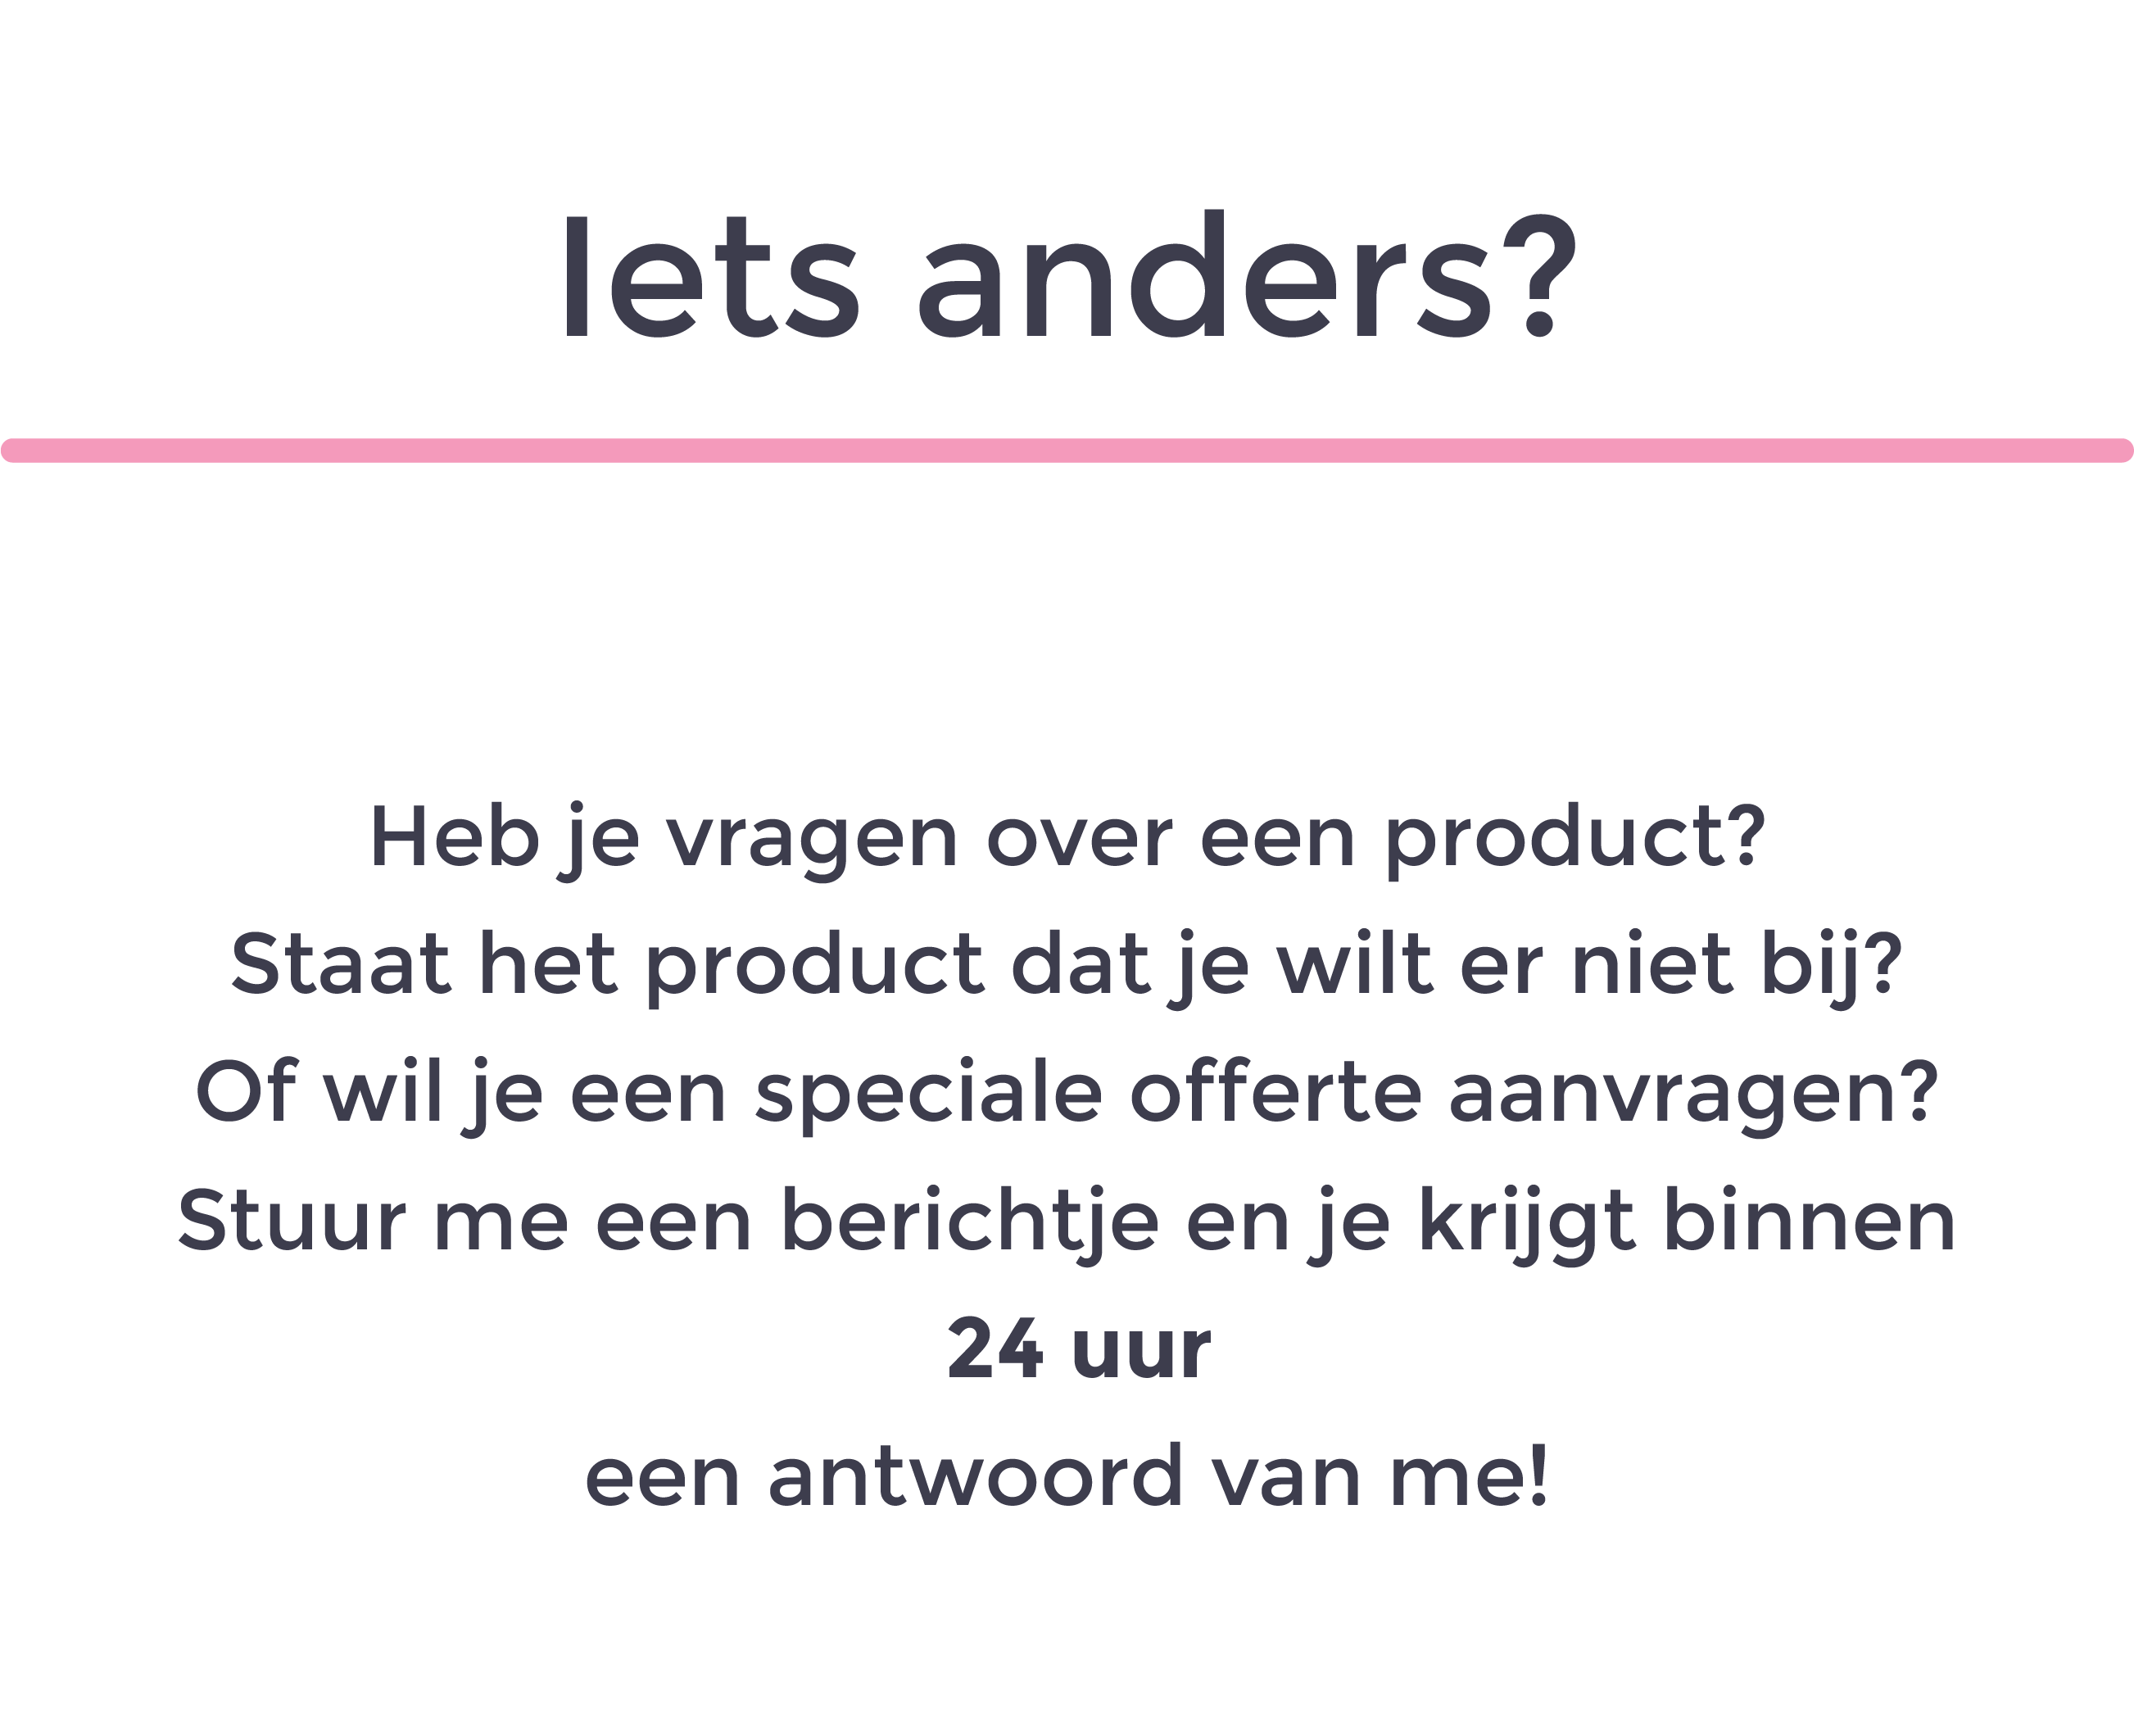 Iets anders?
Heb je vragen over een product?
Staat het product dat je wilt er niet bij?
Of wil je een speciale offerte aanvragen?
Stuur me een berichtje en je krijgt binnen
24 uur
een antwoord van me!